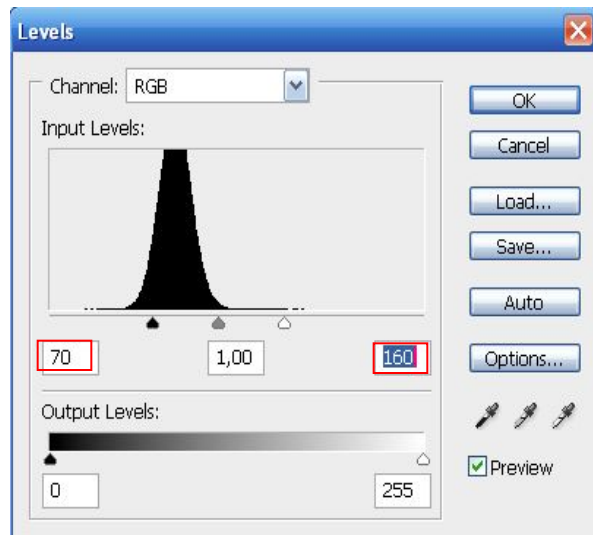 Levels
Channel: RGB
OK
Input Levels:
Cancel
Load...
Save...
Auto
70 1,00 160
Options...
Output Levels:
Preview
0 255